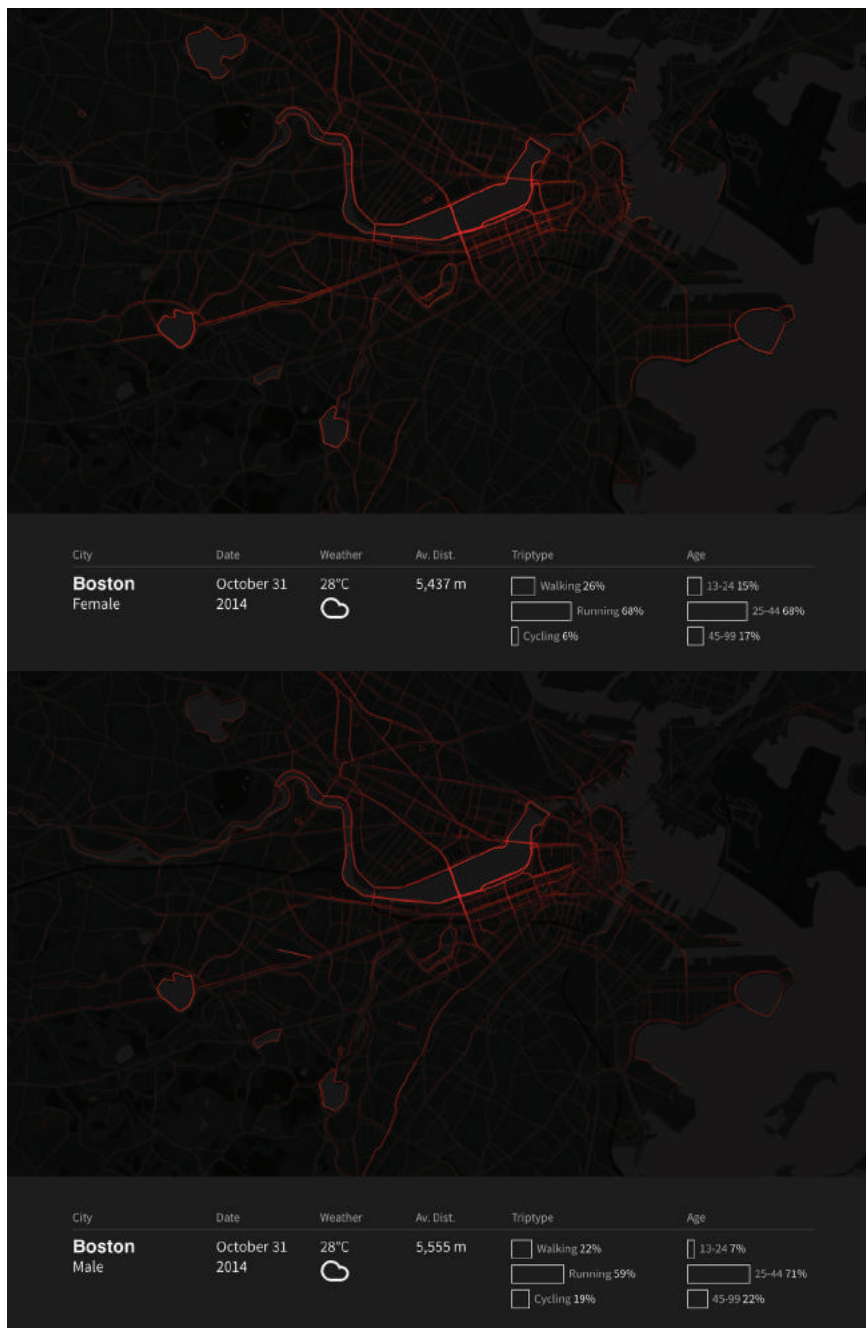 City Date Weather Av. Dist. Triptype Age
Boston October 31 28°C 5,437 m Walking 26% 13-24 15%
Female 2014 Running 68% 25-44 68%
Cycling 6% 45-99 17%
City Date Weather Av. Dist. Triptype Age
Boston October 31 28°C 5,555 m Walking 22% 13-24 7%
Male 2014 Running 59% 25-44 71%
Cycling 19% 45-99 22%